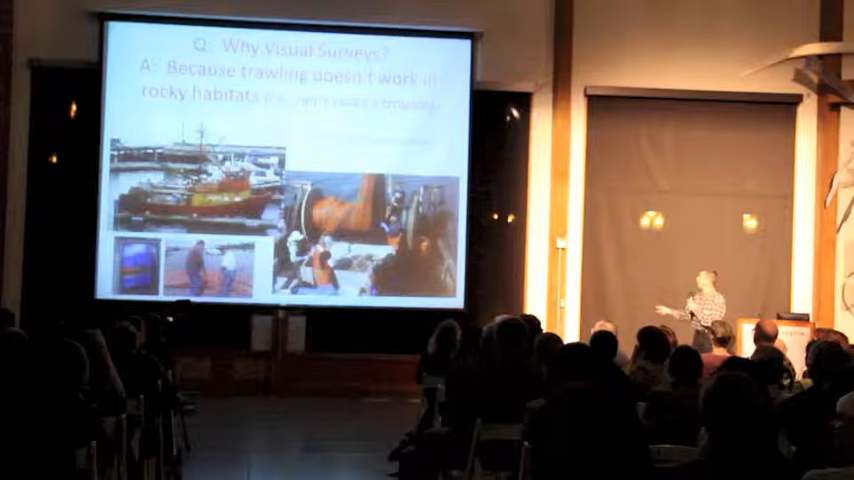 Q: Why Visual Surveys?
A: Because trawling doesn't work in
rocky habitats